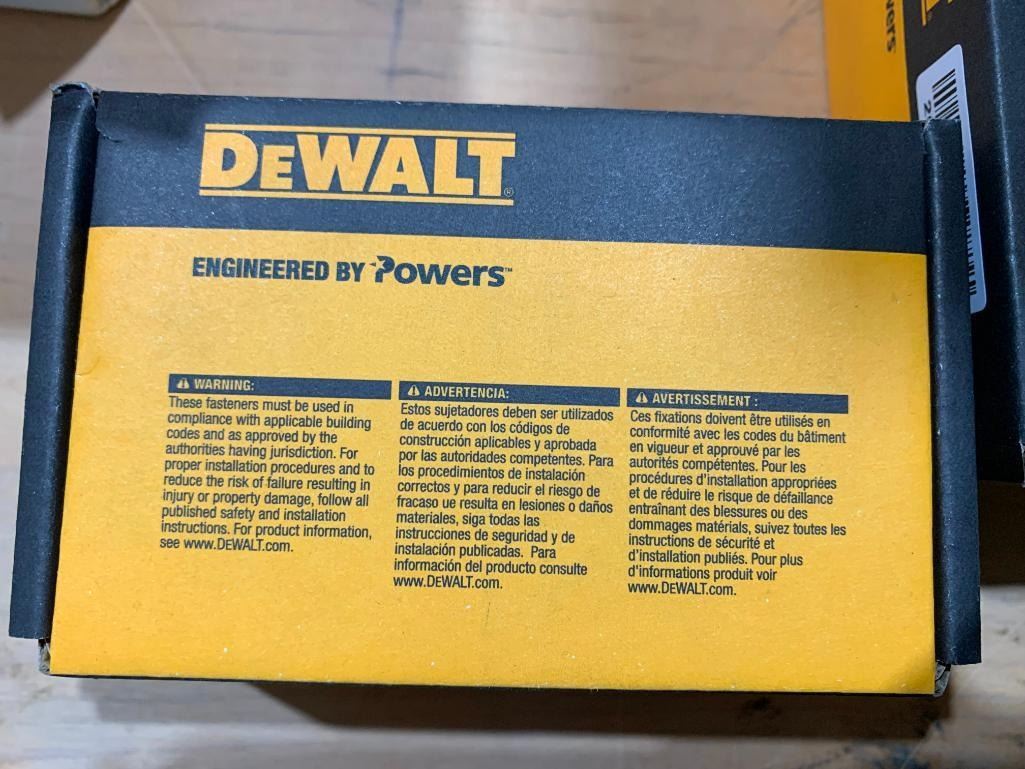 DEWALT®
ENGINEERED BY Powers™
WARNING:
These fasteners must be used in
compliance with applicable building
codes and as approved by the
authorities having jurisdiction. For
proper installation procedures and to
reduce the risk of failure resulting in
injury or property damage, follow all
published safety and installation
instructions. For product information,
see www.DEWALT.com.
ADVERTENCIA:
Estos sujetadores deben ser utilizados
de acuerdo con los códigos de
construcción aplicables y aprobada
por las autoridades competentes. Para
los procedimientos de instalación
correctos y para reducir el riesgo de
fracaso ue resulta en lesiones o daños
materiales, siga todas las
instrucciones de seguridad y de
instalación publicadas. Para
información del producto consulte
www.DEWALT.com.
AVERTISSEMENT :
Ces fixations doivent être utilisés en
conformité avec les codes du bâtiment
en vigueur et approuvé par les
autorités compétentes. Pour les
procédures d'installation appropriées
et de réduire le risque de défaillance
entraînant des blessures ou des
dommages matérials, suivez toutes les
instructions de sécurité et
d'installation publiés. Pour plus
d'informations produit voir
www.DEWALT.com.
wers
2